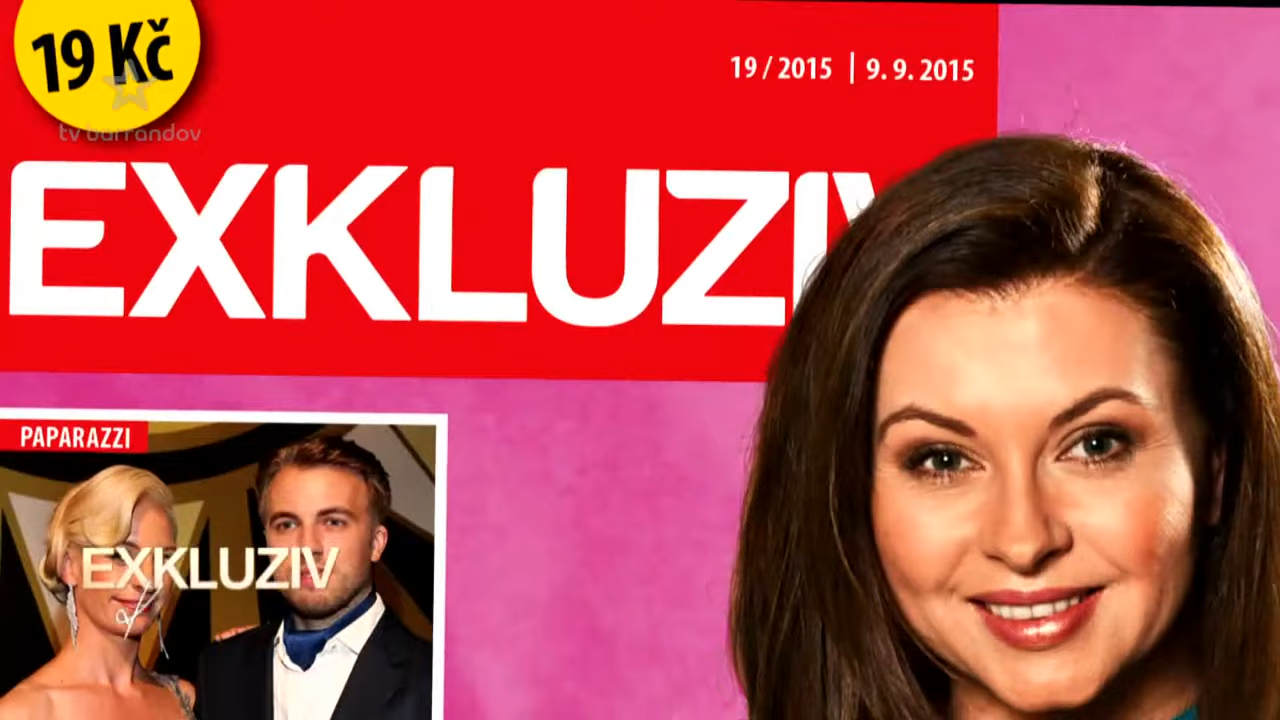 19 Kč
tv barrandov
19 / 2015 | 9. 9. 2015
EXKLUZIV
PAPARAZZI
EXKLUZIV